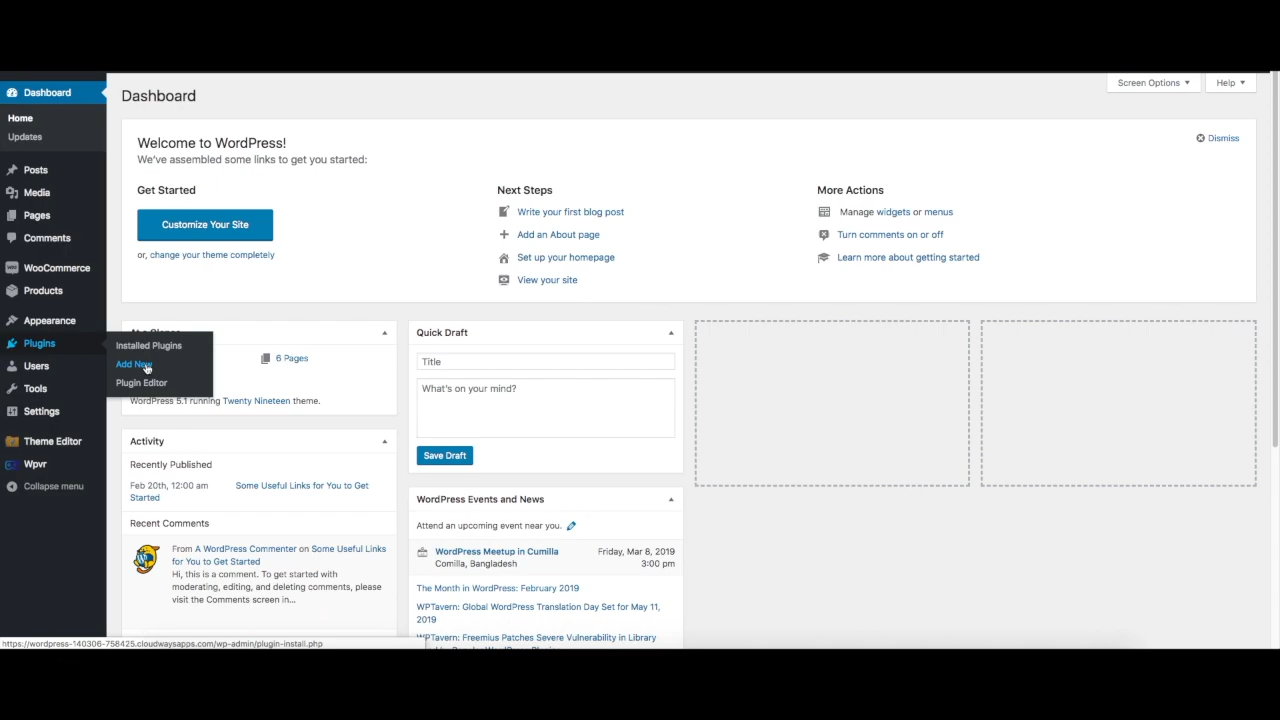 Dashboard
Home
Updates
Posts
Media
Pages
Comments
WooCommerce
Products
Appearance
Plugins
Users
Tools
Settings
Theme Editor
Wpvr
Collapse menu
Installed Plugins
Add New
Plugin Editor
Dashboard
Screen Options
Help
Welcome to WordPress!
We've assembled some links to get you started:
Dismiss
Get Started
Customize Your Site
or, change your theme completely
Next Steps
Write your first blog post
Add an About page
Set up your homepage
View your site
More Actions
Manage widgets or menus
Turn comments on or off
Learn more about getting started
At a Glance
6 Pages
WordPress 5.1 running Twenty Nineteen theme.
Activity
Recently Published
Feb 20th, 12:00 am Some Useful Links for You to Get
Started
Recent Comments
From A WordPress Commenter on Some Useful Links
for You to Get Started
Hi, this is a comment. To get started with
moderating, editing, and deleting comments, please
visit the Comments screen in...
Quick Draft
Title
What's on your mind?
Save Draft
WordPress Events and News
Attend an upcoming event near you.
WordPress Meetup in Cumilla Friday, Mar 8, 2019
Comilla, Bangladesh 3:00 pm
The Month in WordPress: February 2019
WPTavern: Global WordPress Translation Day Set for May 11,
2019
WPTavern: Freemius Patches Severe Vulnerability in Library
https://wordpress-140306-758425.cloudwaysapps.com/wp-admin/plugin-install.php